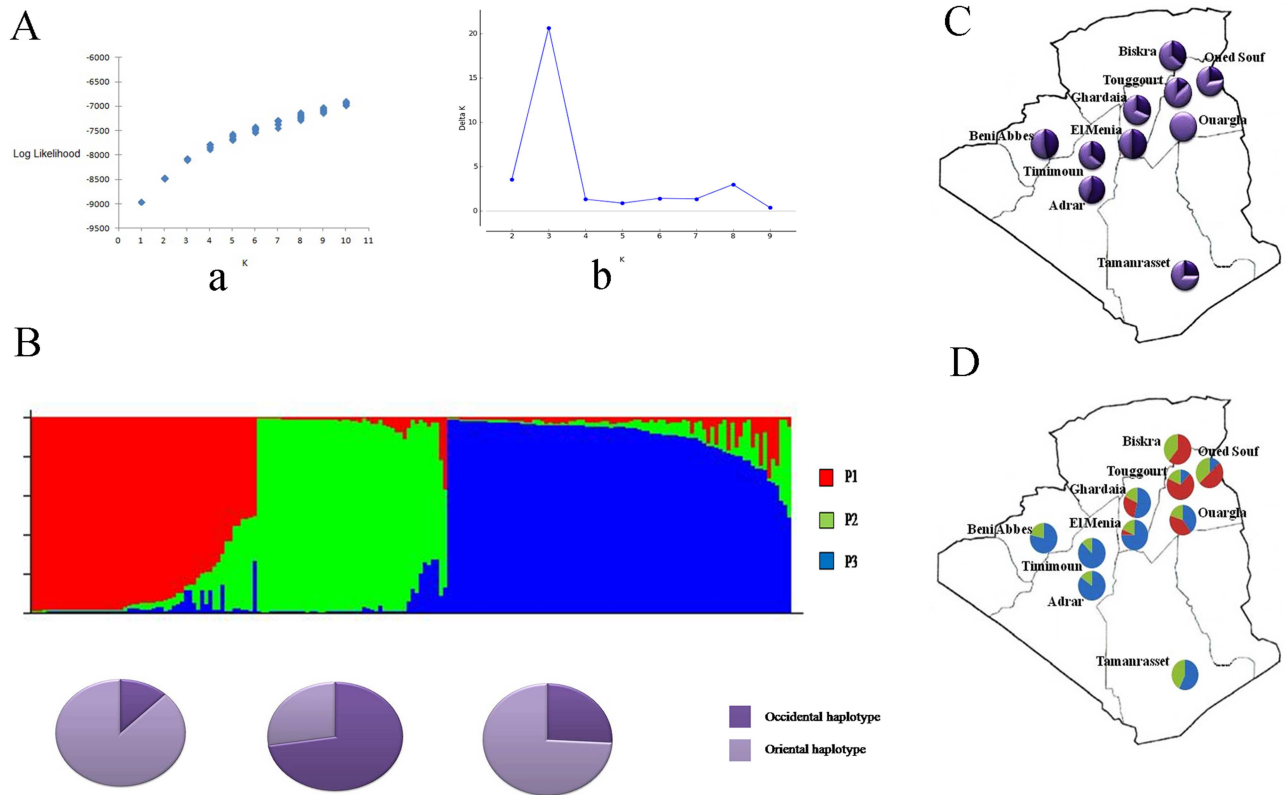 A
-6000
-6500
-7000
-7500
Log Likelihood
-8000
-8500
-9000
-9500
0 1 2 3 4 5 6 7 8 9 10 11
K
a
20
15
10
5
0
Delta K
2 3 4 5 6 7 8 9
K
b
B
P1
P2
P3
Occidental haplotype
Oriental haplotype
C
Biskra
Oued Souf
Touggourt
Ghardaia
Ouargla
Beni Abbes
El Menia
Timimoun
Adrar
Tamanrasset
D
Biskra
Oued Souf
Touggourt
Ghardaia
Ouargla
Beni Abbes
El Menia
Timimoun
Adrar
Tamanrasset